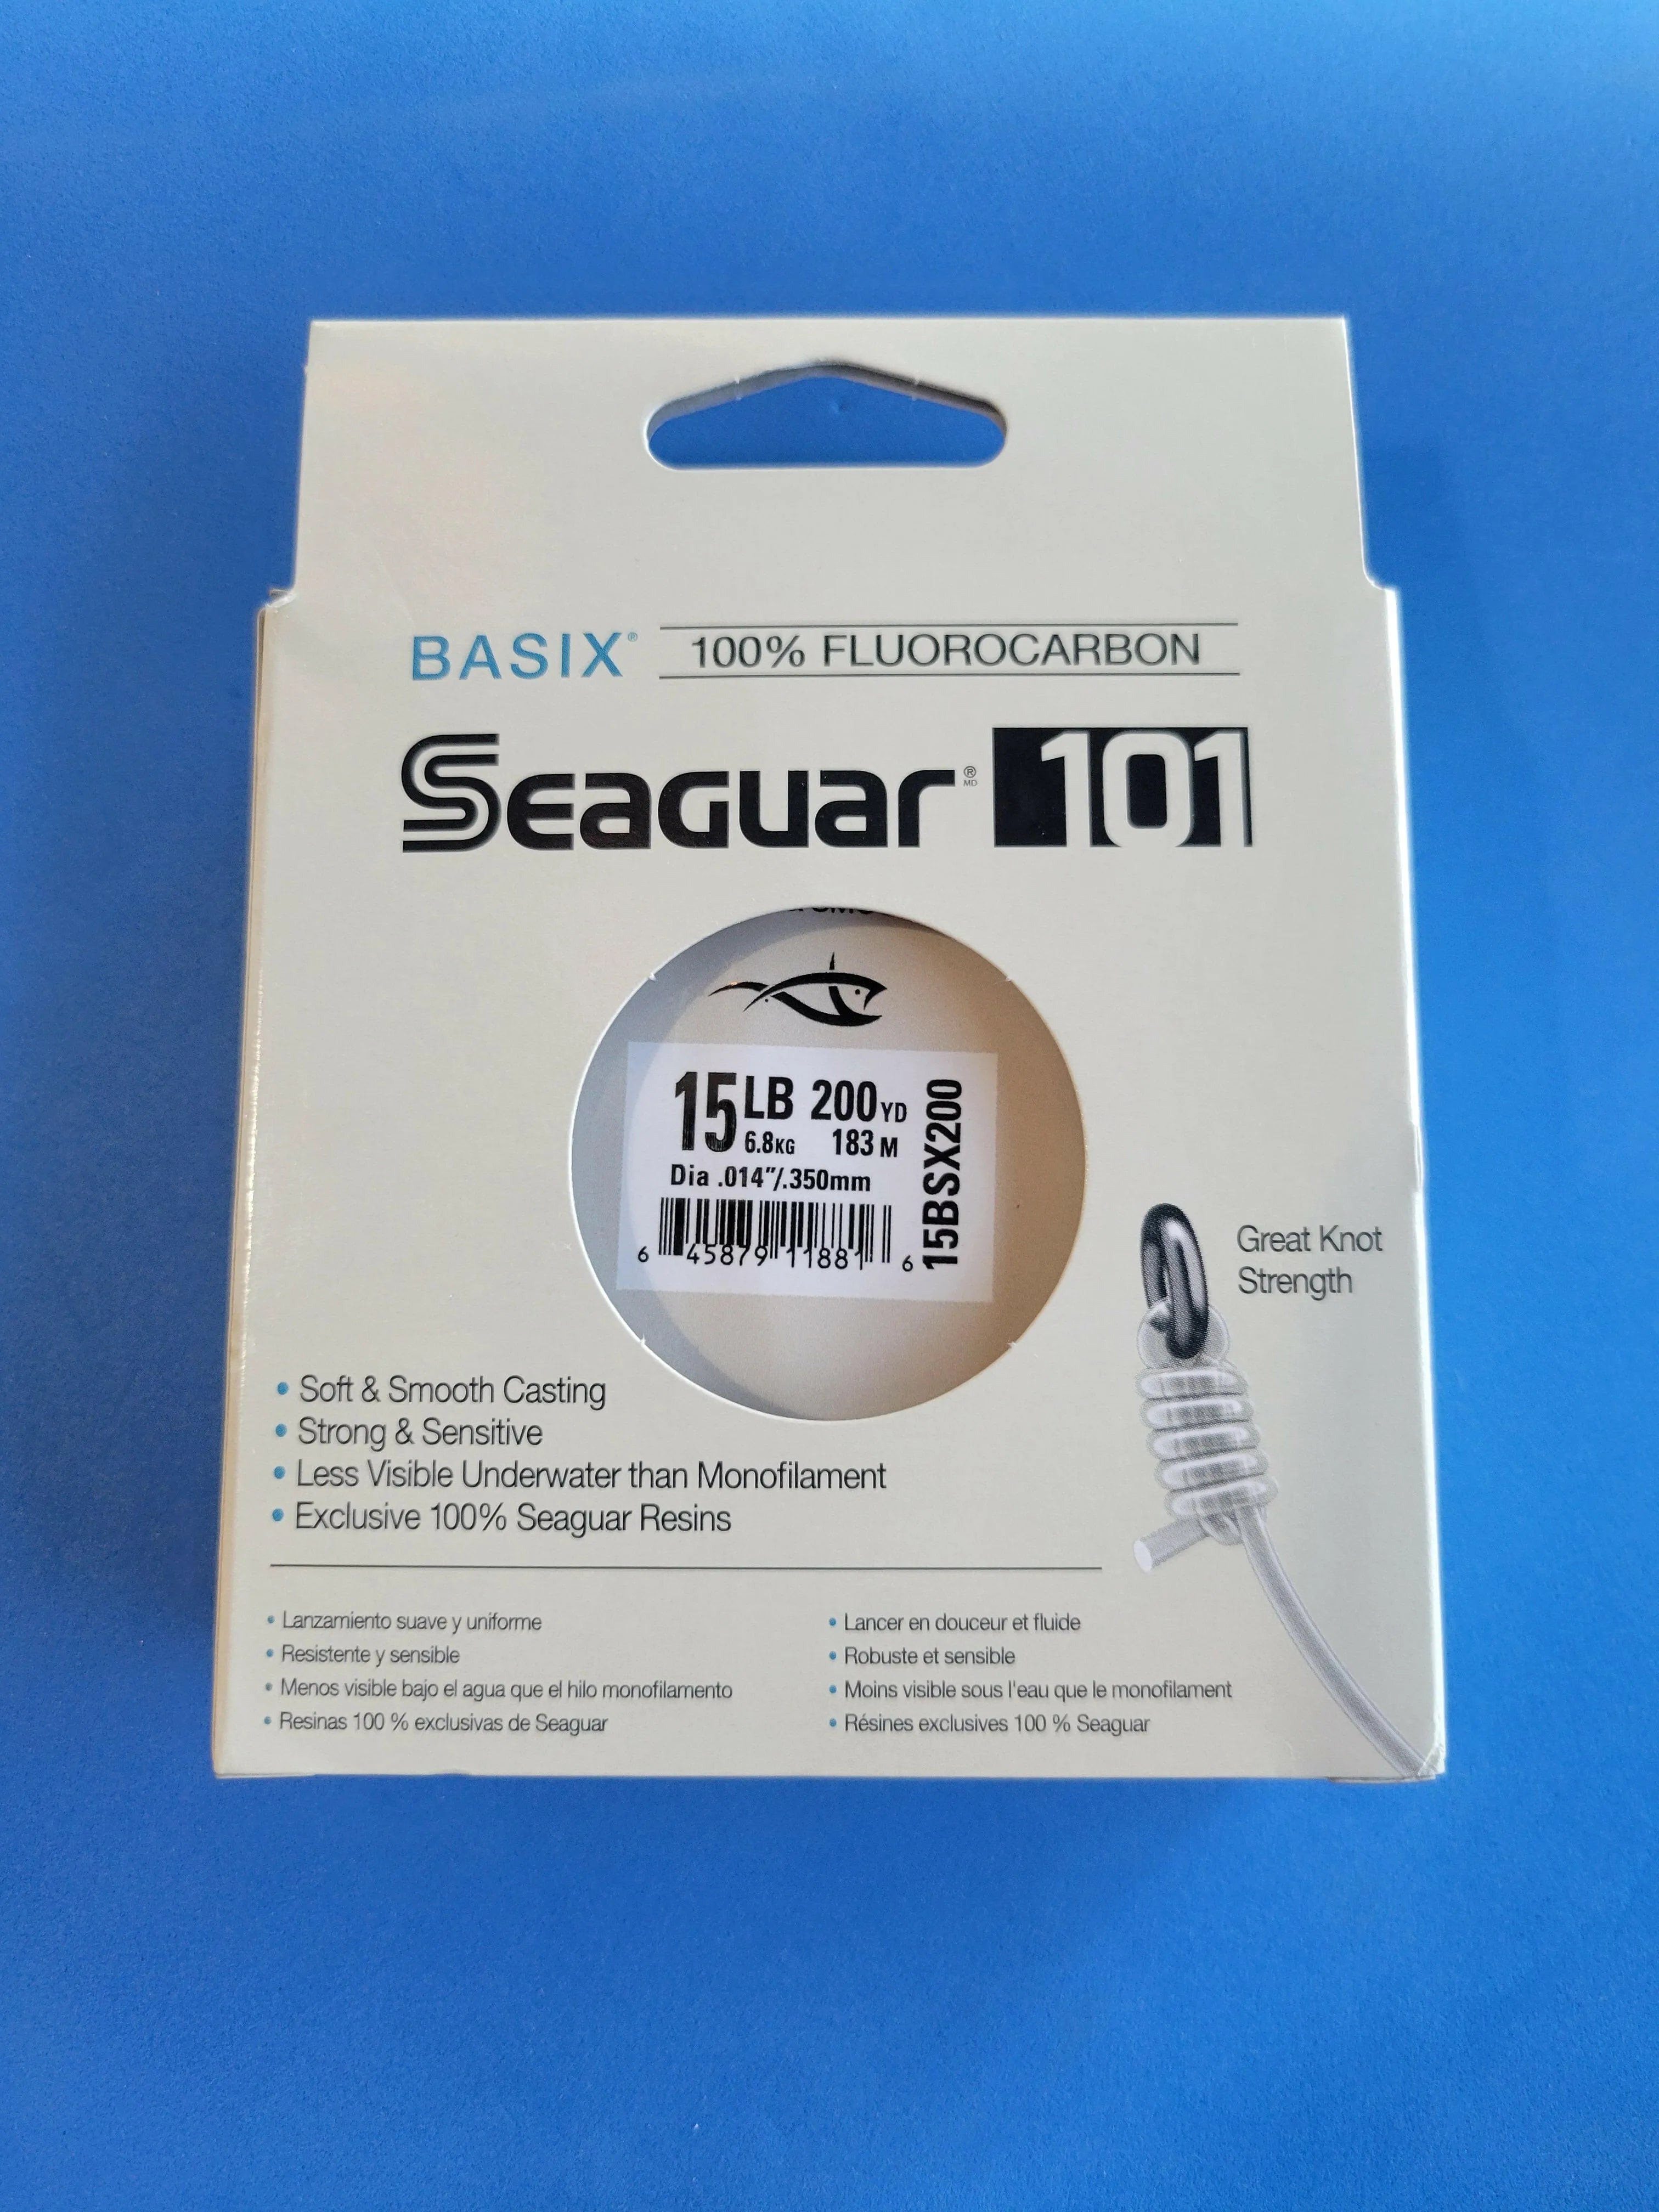 BASIX® 100% FLUOROCARBON
Seaguar® MD 101
15 LB 200 YD
6.8KG 183 M
Dia .014"/.350mm
6 45879 11881 6
15BSX200
Great Knot
Strength
• Soft & Smooth Casting
• Strong & Sensitive
• Less Visible Underwater than Monofilament
• Exclusive 100% Seaguar Resins
• Lanzamiento suave y uniforme
• Resistente y sensible
• Menos visible bajo el agua que el hilo monofilamento
• Resinas 100 % exclusivas de Seaguar
• Lancer en douceur et fluide
• Robuste et sensible
• Moins visible sous l'eau que le monofilament
• Résines exclusives 100 % Seaguar